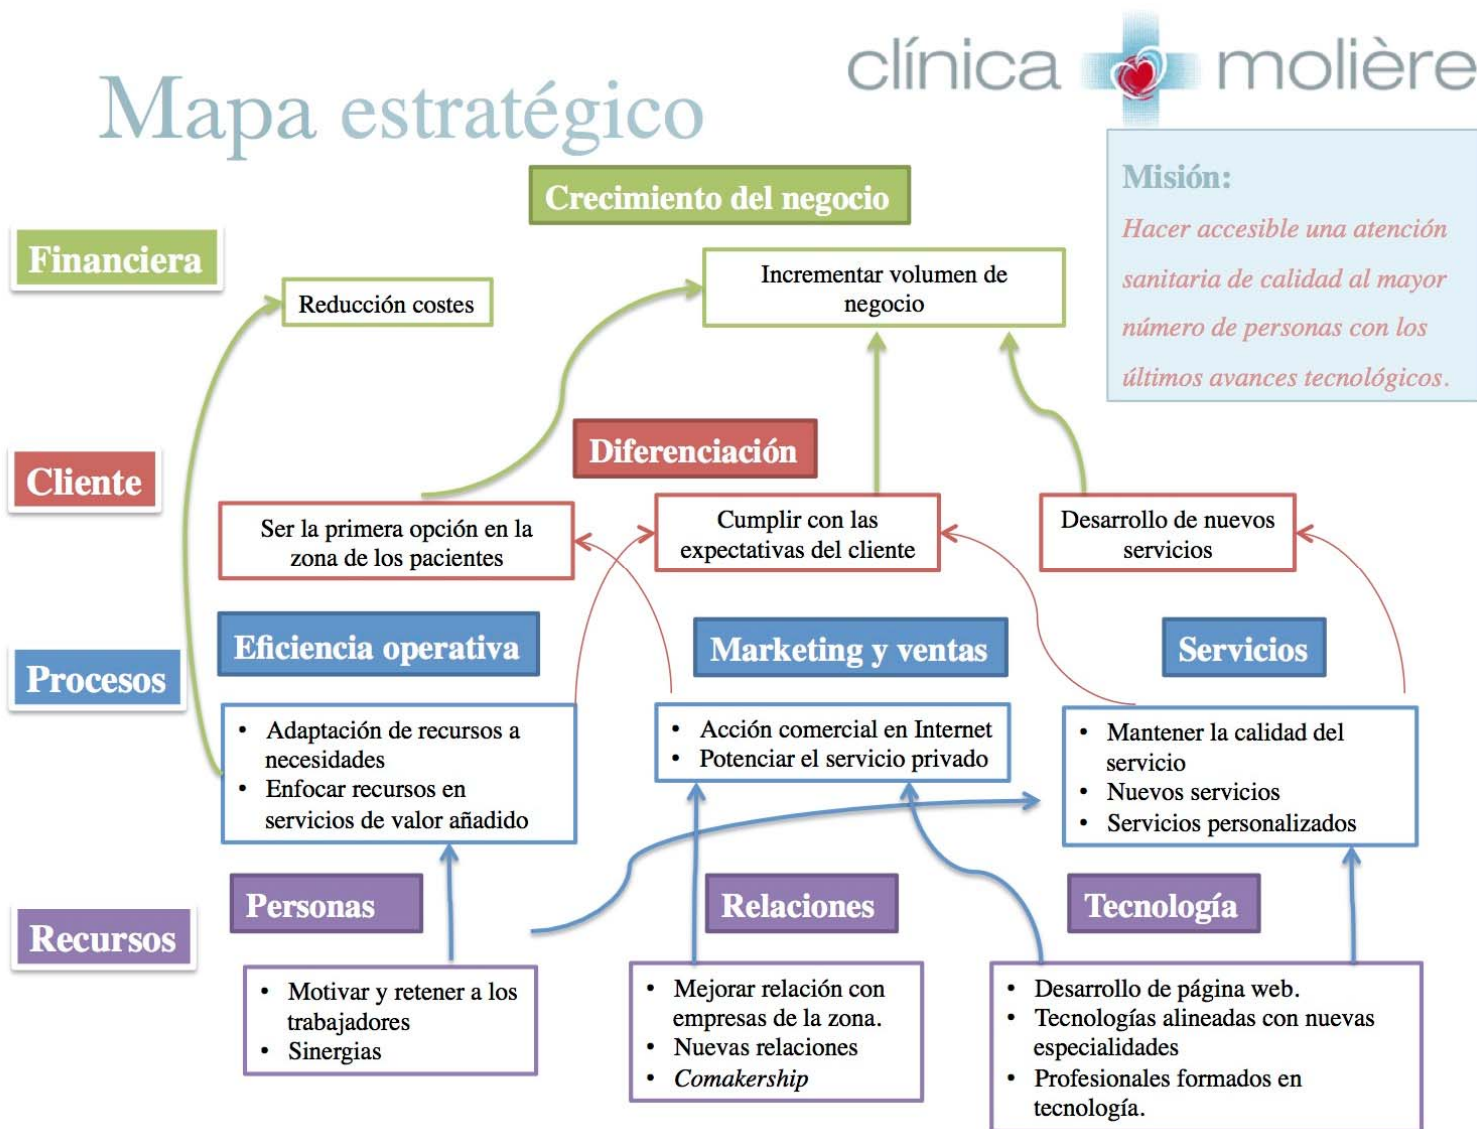 clínica molière
Mapa estratégico
Misión:
Hacer accesible una atención
sanitaria de calidad al mayor
número de personas con los
últimos avances tecnológicos.
Crecimiento del negocio
Financiera
Reducción costes
Incrementar volumen de
negocio
Diferenciación
Cliente
Ser la primera opción en la
zona de los pacientes
Cumplir con las
expectativas del cliente
Desarrollo de nuevos
servicios
Eficiencia operativa
Marketing y ventas
Servicios
Procesos
• Adaptación de recursos a
necesidades
• Enfocar recursos en
servicios de valor añadido
• Acción comercial en Internet
• Potenciar el servicio privado
• Mantener la calidad del
servicio
• Nuevos servicios
• Servicios personalizados
Personas
Relaciones
Tecnología
Recursos
• Motivar y retener a los
trabajadores
• Sinergias
• Mejorar relación con
empresas de la zona.
• Nuevas relaciones
• Comakership
• Desarrollo de página web.
• Tecnologías alineadas con nuevas
especialidades
• Profesionales formados en
tecnología.